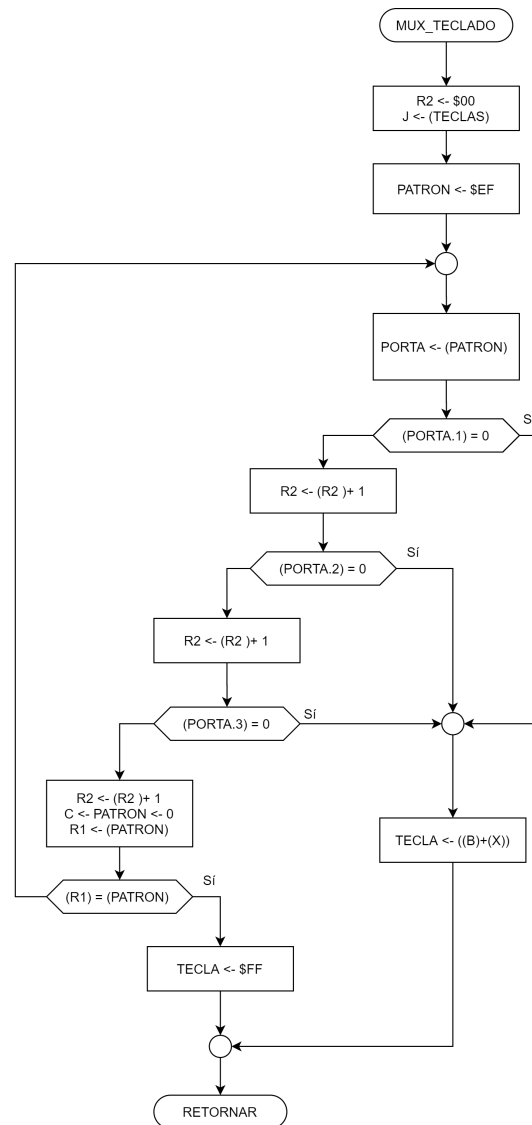 MUX_TECLADO
R2 <- $00
J <- (TECLAS)
PATRON <- $EF
PORTA <- (PATRON)
(PORTA.1) = 0
R2 <- (R2 )+ 1
(PORTA.2) = 0
Sí
R2 <- (R2 )+ 1
(PORTA.3) = 0
Sí
R2 <- (R2 )+ 1
C <- PATRON <- 0
R1 <- (PATRON)
TECLA <- ((B)+(X))
(R1) = (PATRON)
Sí
TECLA <- $FF
RETORNAR